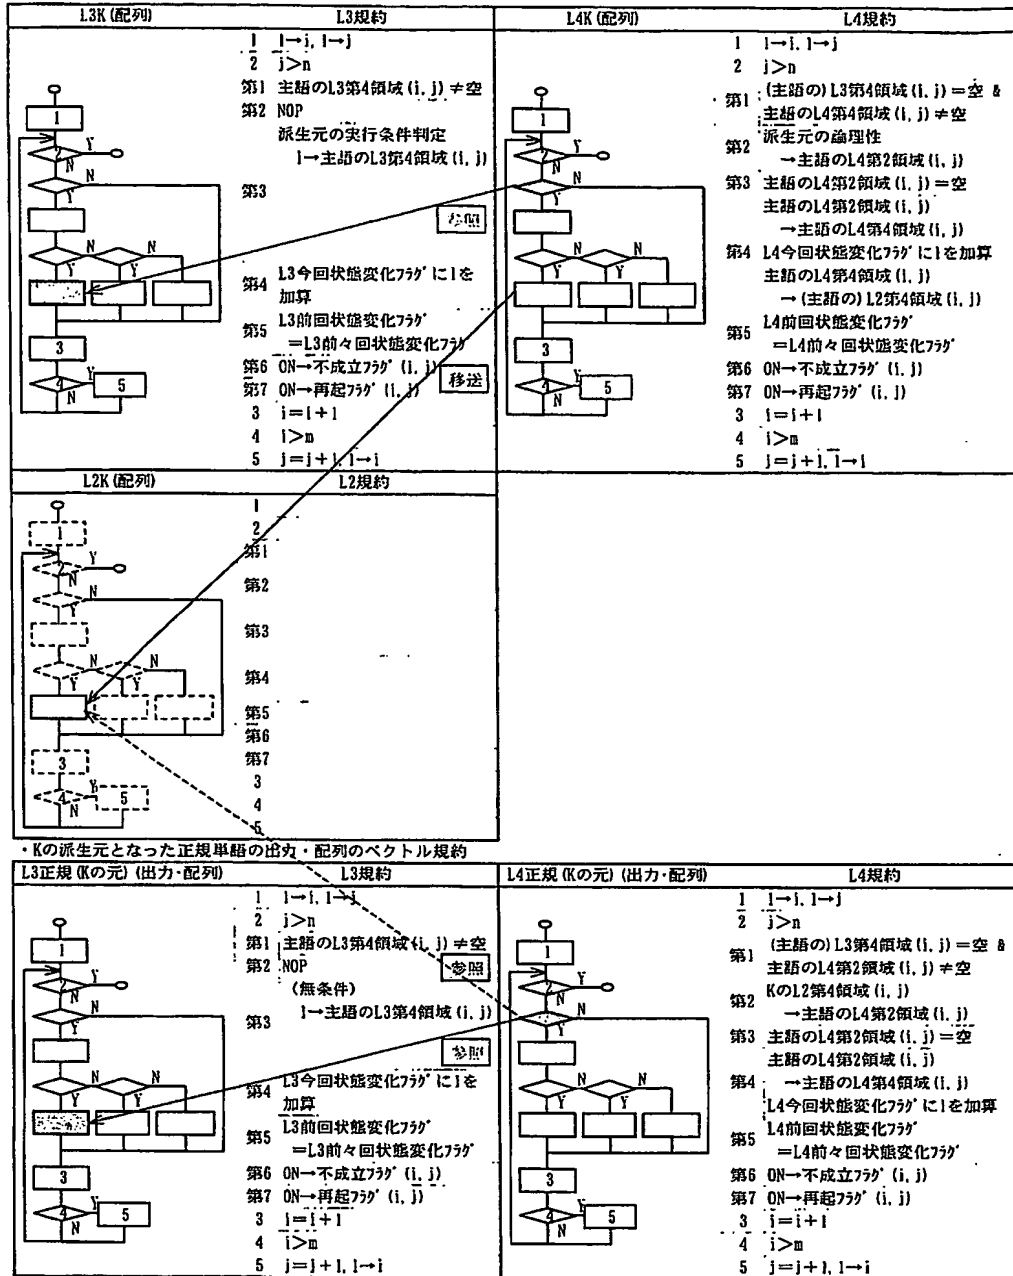 L3K (配列) L3規約
1 1→i, 1→j
2 j>n
第1 主語のL3第4領域(i, j)≠空
第2 NOP
派生元の実行条件判定
1→主語のL3第4領域(i, j)
第3
参照
第4 L3今回状態変化フラグに1を
加算
第5 L3前回状態変化フラグ
=L3前々回状態変化フラグ
第6 ON→不成立フラグ(i, j)
第7 ON→再起フラグ(i, j)
移送
3 i=i+1
4 i>m
5 j=j+1, 1→i
1
2
Y
N
N
Y
N
N
Y
Y
3
4
Y
N
5
L4K (配列) L4規約
1 1→i, 1→j
2 j>n
第1 (主語の)L3第4領域(i, j)=空 &
主語のL4第4領域(i, j)≠空
第2 派生元の論理性
→主語のL4第2領域(i, j)
第3 主語のL4第2領域(i, j)=空
主語のL4第2領域(i, j)
→主語のL4第4領域(i, j)
第4 L4今回状態変化フラグに1を加算
主語のL4第4領域(i, j)
→(主語の)L2第4領域(i, j)
第5 L4前回状態変化フラグ
=L4前々回状態変化フラグ
第6 ON→不成立フラグ(i, j)
第7 ON→再起フラグ(i, j)
3 i=i+1
4 i>m
5 j=j+1, 1→i
1
2
Y
N
N
Y
N
N
Y
Y
3
4
Y
N
5
L2K (配列) L2規約
1
2
第1
第2
第3
第4
第5
第6
第7
3
4
5
1
2
Y
N
N
Y
N
N
Y
Y
3
4
Y
N
5
・Kの派生元となった正規単語の出力・配列のベクトル規約
L3正規(Kの元) (出力・配列) L3規約
1 1→i, 1→j
2 j>n
第1 主語のL3第4領域(i, j)≠空
第2 NOP
参照
(無条件)
第3 1→主語のL3第4領域(i, j)
参照
第4 L3今回状態変化フラグに1を
加算
第5 L3前回状態変化フラグ
=L3前々回状態変化フラグ
第6 ON→不成立フラグ(i, j)
第7 ON→再起フラグ(i, j)
3 i=i+1
4 i>m
5 j=j+1, 1→i
1
2
Y
N
N
Y
N
N
Y
Y
3
4
Y
N
5
L4正規(Kの元) (出力・配列) L4規約
1 1→i, 1→j
2 j>n
第1 (主語の)L3第4領域(i, j)=空 &
主語のL4第2領域(i, j)≠空
第2 KのL2第4領域(i, j)
→主語のL4第2領域(i, j)
第3 主語のL4第2領域(i, j)=空
主語のL4第2領域(i, j)
第4 →主語のL4第4領域(i, j)
L4今回状態変化フラグに1を加算
第5 L4前回状態変化フラグ
=L4前々回状態変化フラグ
第6 ON→不成立フラグ(i, j)
第7 ON→再起フラグ(i, j)
3 i=i+1
4 i>m
5 j=j+1, 1→i
1
2
Y
N
N
Y
N
N
Y
Y
3
4
Y
N
5